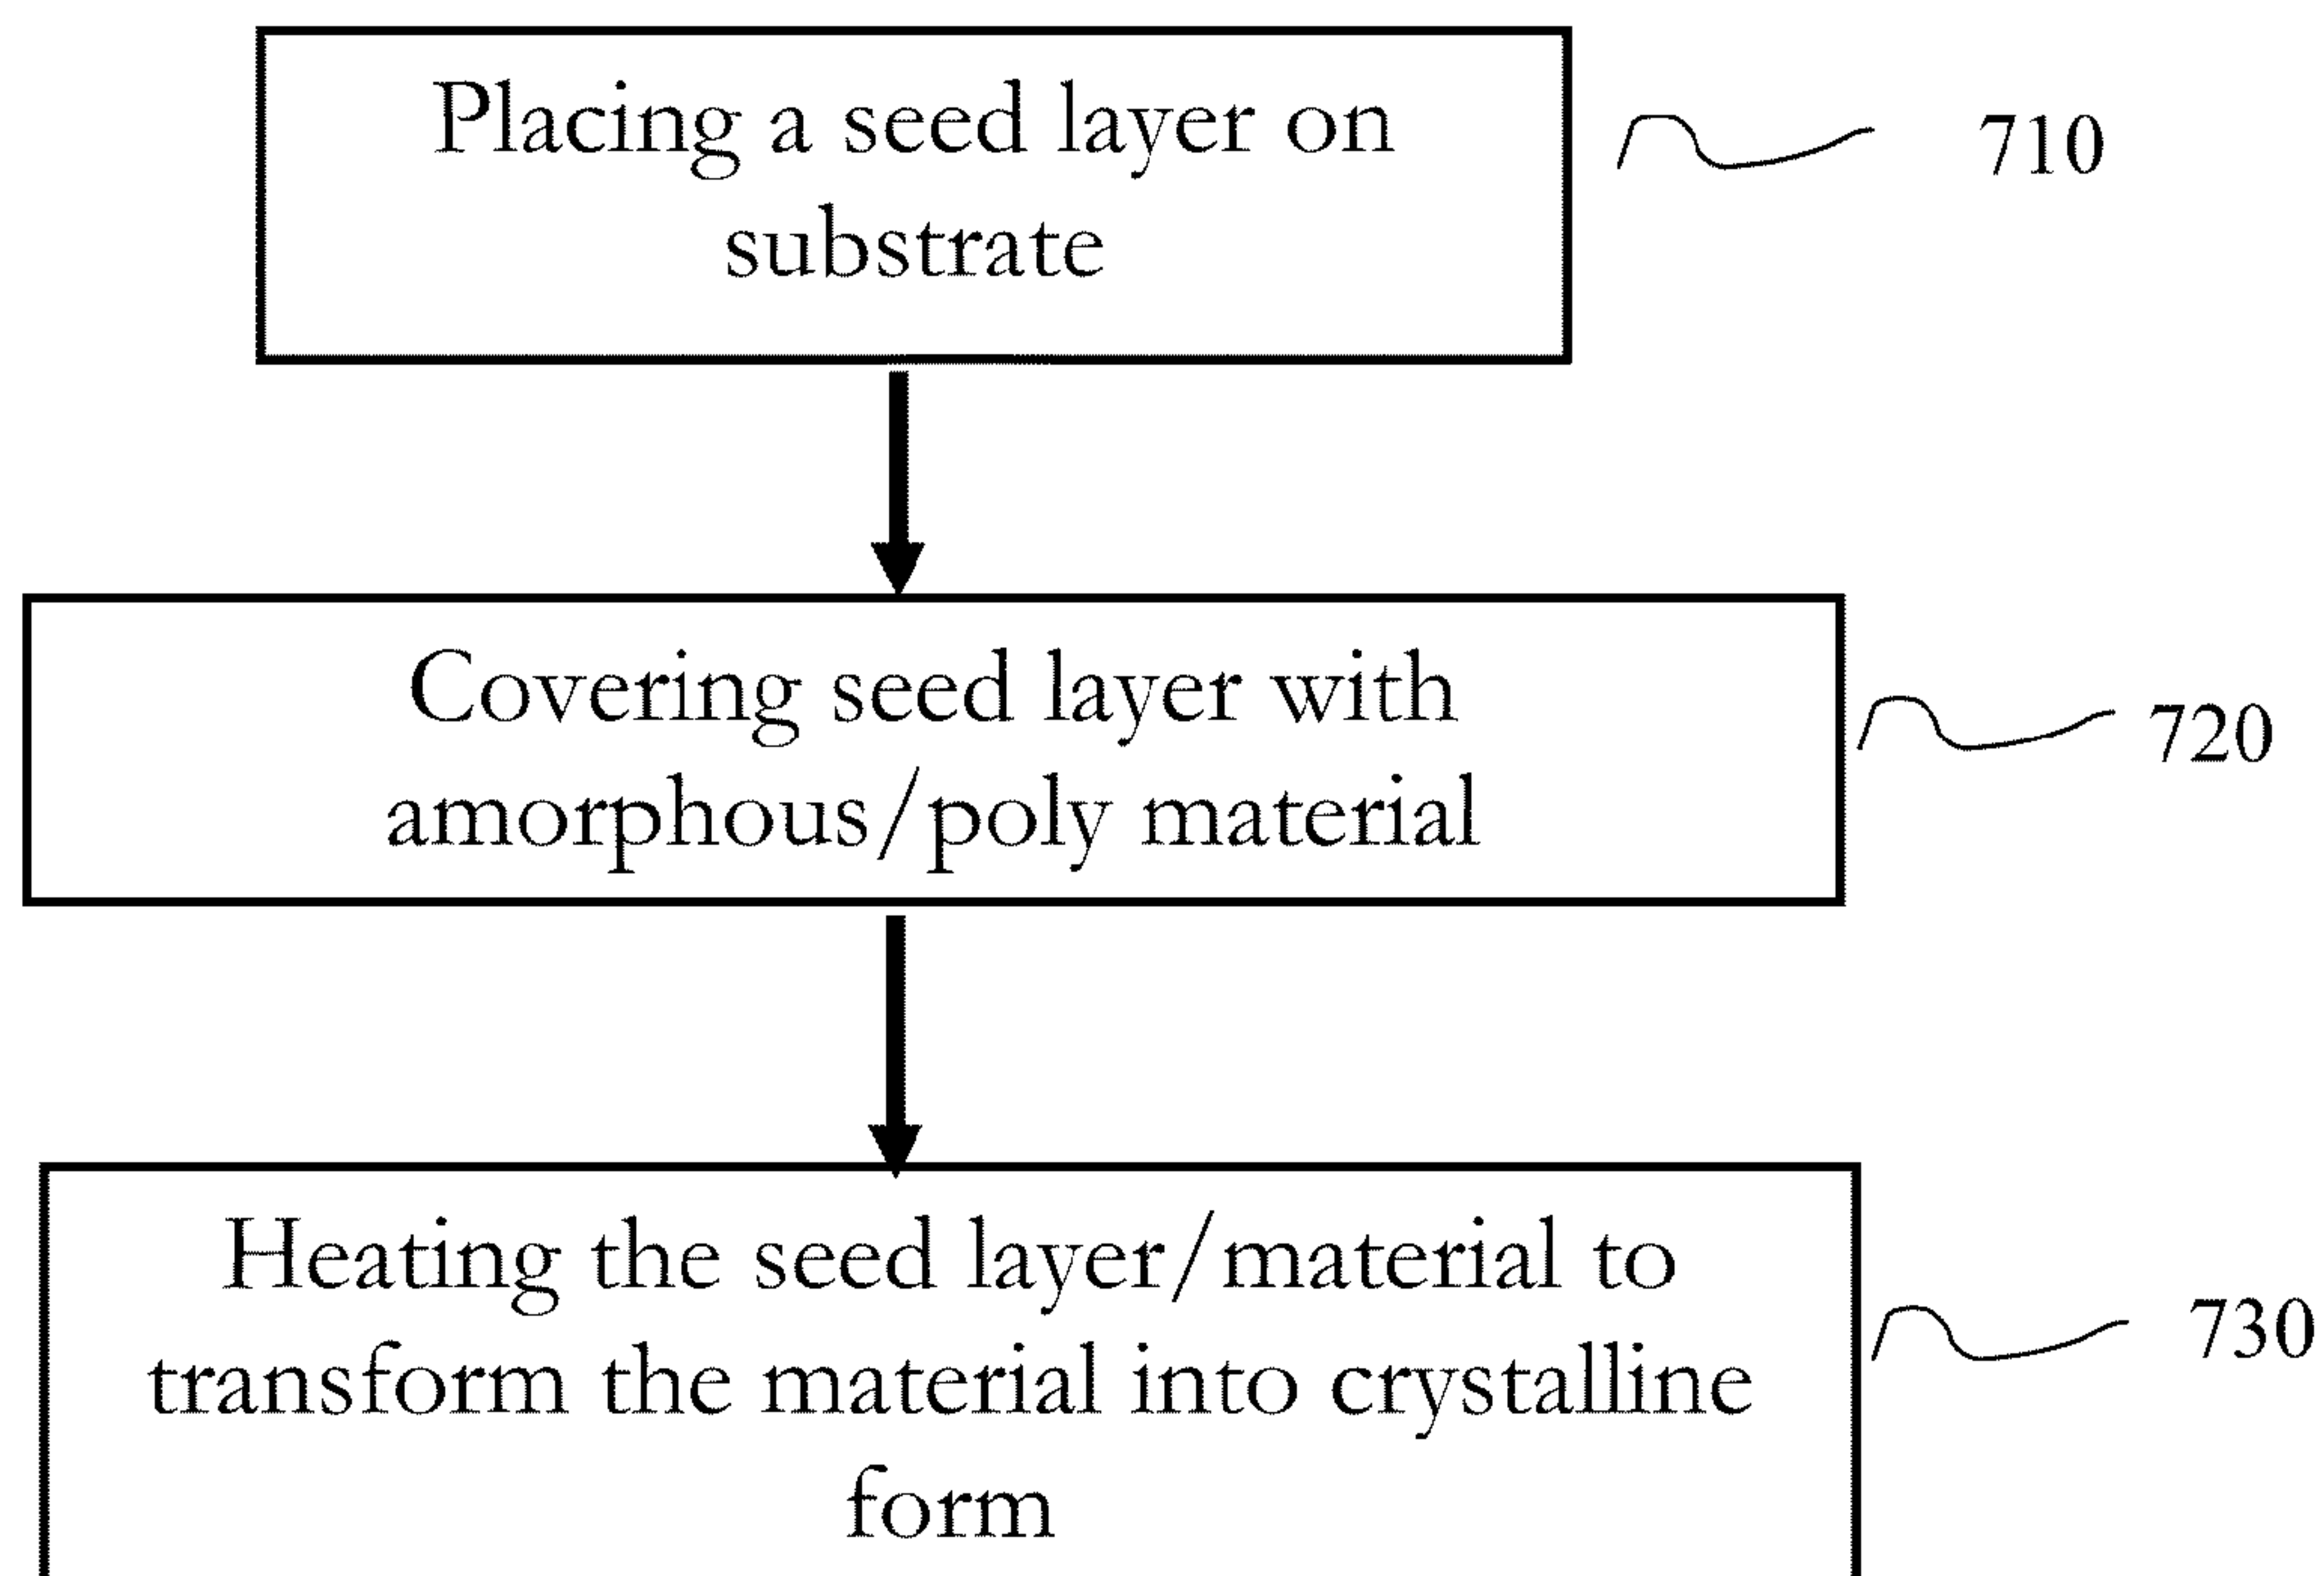 Placing a seed layer on
substrate
710
Covering seed layer with
amorphous/poly material
720
Heating the seed layer/material to
transform the material into crystalline
form
730